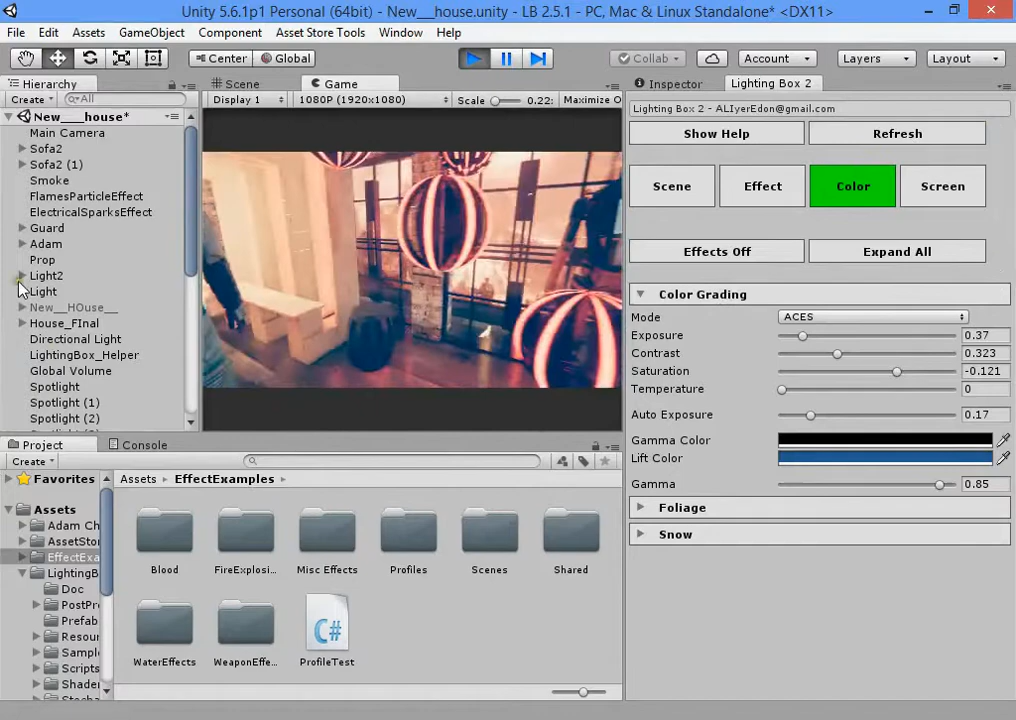 Unity 5.6.1p1 Personal (64bit) - New___house.unity - LB 2.5.1 - PC, Mac & Linux Standalone* <DX11>
File Edit Assets GameObject Component Asset Store Tools Window Help
Center Global Collab Account Layers Layout
Hierarchy
Create All
New___house*
Main Camera
Sofa2
Sofa2 (1)
Smoke
FlamesParticleEffect
ElectricalSparksEffect
Guard
Adam
Prop
Light2
Light
New__HOuse__
House_FInal
Directional Light
LightingBox_Helper
Global Volume
Spotlight
Spotlight (1)
Spotlight (2)
Scene Game
Display 1 1080P (1920x1080) Scale 0.22: Maximize O
Inspector Lighting Box 2
Lighting Box 2 - ALIyerEdon@gmail.com
Show Help Refresh
Scene Effect Color Screen
Effects Off Expand All
Color Grading
Mode ACES
Exposure 0.37
Contrast 0.323
Saturation -0.121
Temperature 0
Auto Exposure 0.17
Gamma Color
Lift Color
Gamma 0.85
Foliage
Snow
Project Console
Create
Favorites
Assets
Adam Ch
AssetSto
EffectExa
LightingB
Doc
PostPr
Prefab
Resou
Sampl
Scripts
Shade
Assets EffectExamples
Blood FireExplosi... Misc Effects Profiles Scenes Shared
WaterEffects WeaponEffe... ProfileTest
C#